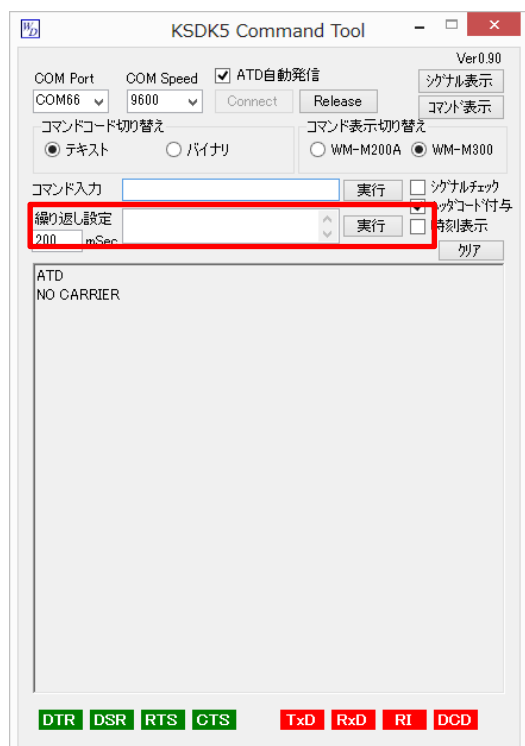 WD
KSDK5 Command Tool
Ver0.90
COM Port
COM Speed
ATD自動発信
シグナル表示
COM66
9600
Connect
Release
コマンド表示
コマンドコード切り替え
コマンド表示切り替え
テキスト
バイナリ
WM-M200A
WM-M300
コマンド入力
実行
シグナルチェック
ヘッダコード付与
繰り返し設定
実行
時刻表示
200
mSec
クリア
ATD
NO CARRIER
DTR
DSR
RTS
CTS
TxD
RxD
RI
DCD